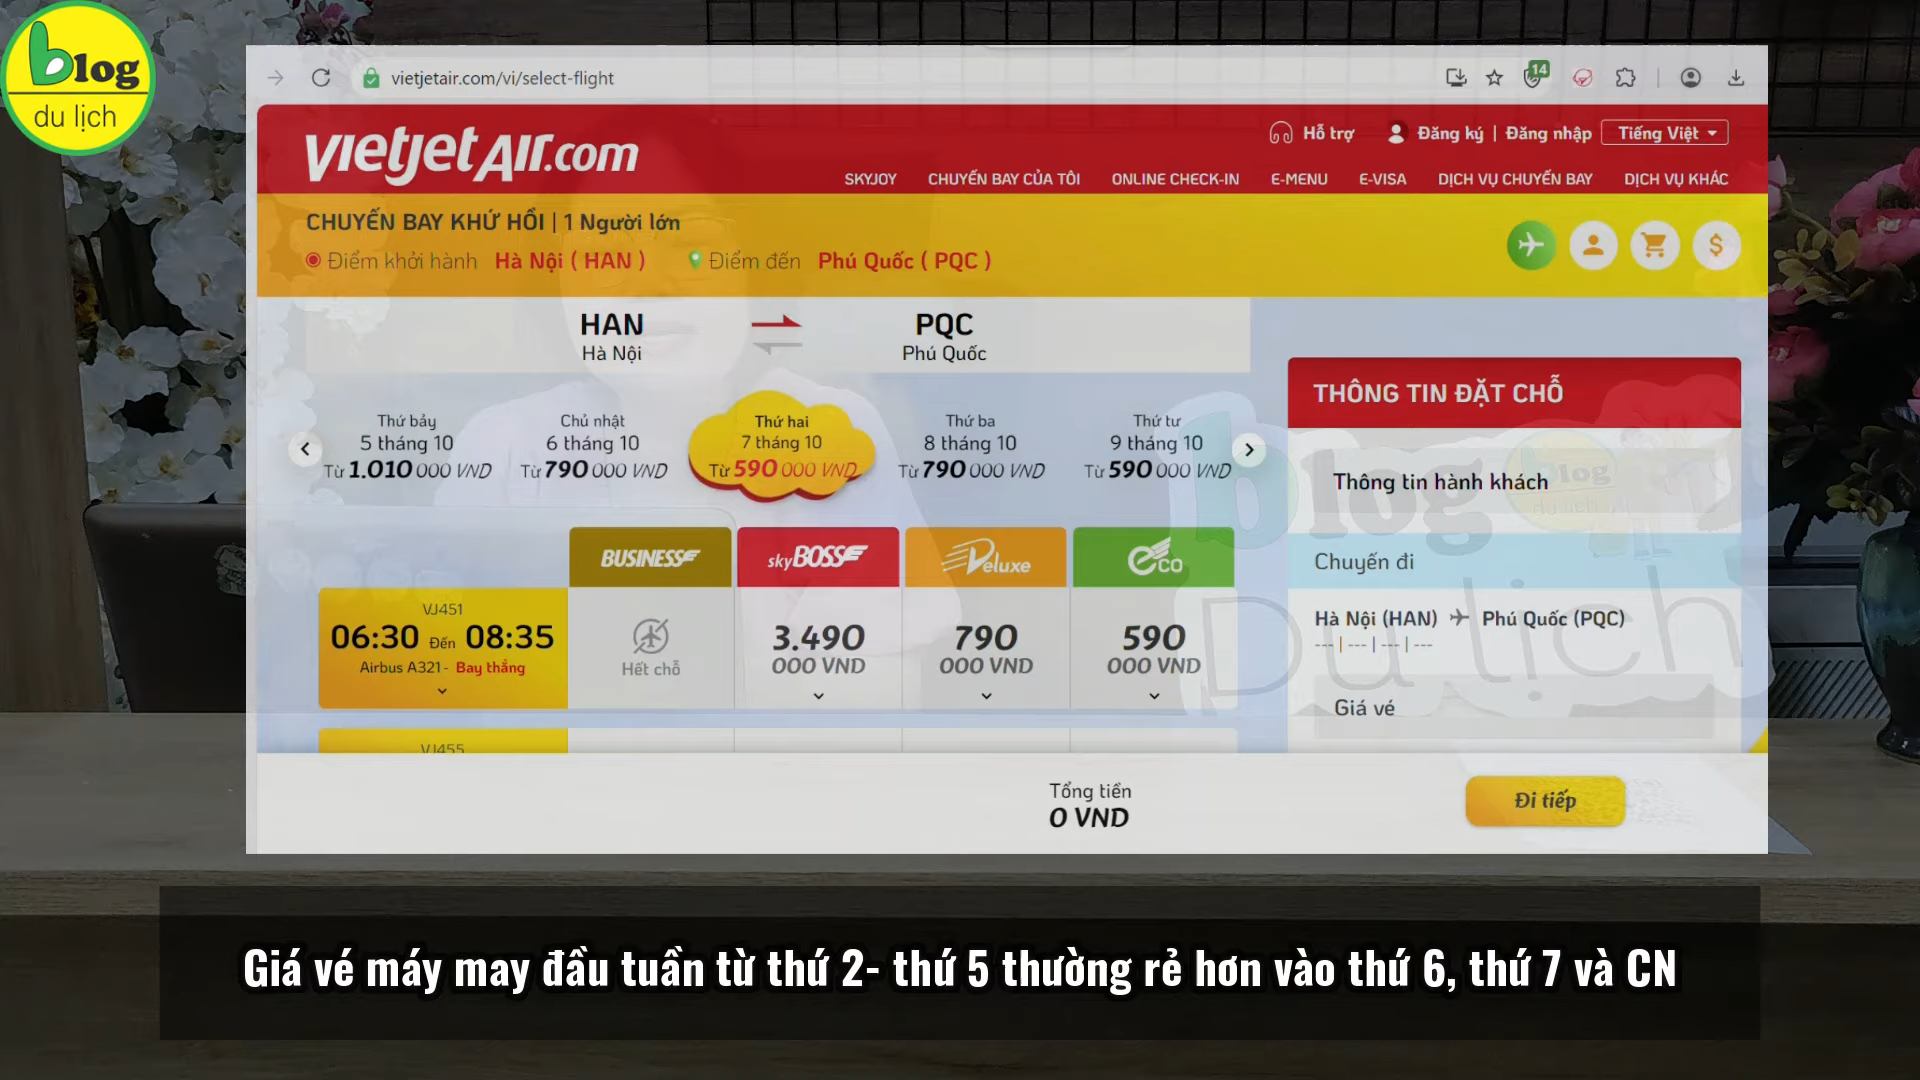 blog
du lịch
vietjetair.com/vi/select-flight
14
vietjetAir.com
Hỗ trợ
Đăng ký | Đăng nhập
Tiếng Việt
SKYJOY
CHUYẾN BAY CỦA TÔI
ONLINE CHECK-IN
E-MENU
E-VISA
DỊCH VỤ CHUYẾN BAY
DỊCH VỤ KHÁC
CHUYẾN BAY KHỨ HỒI | 1 Người lớn
Điểm khởi hành Hà Nội ( HAN ) Điểm đến Phú Quốc ( PQC )
$
HAN
Hà Nội
PQC
Phú Quốc
Thứ bảy
5 tháng 10
Từ 1.010 000 VND
Chủ nhật
6 tháng 10
Từ 790 000 VND
Thứ hai
7 tháng 10
Từ 590 000 VND
Thứ ba
8 tháng 10
Từ 790 000 VND
Thứ tư
9 tháng 10
Từ 590 000 VND
BUSINESS
skyBOSS
Deluxe
eco
VJ451
06:30 Đến 08:35
Airbus A321 - Bay thẳng
Hết chỗ
3.490
000 VND
790
000 VND
590
000 VND
VJ455
THÔNG TIN ĐẶT CHỖ
Thông tin hành khách
Chuyến đi
Hà Nội (HAN) Phú Quốc (PQC)
--- | --- | --- | ---
Giá vé
blog
du lịch
blog
Du lịch
Tổng tiền
0 VND
Đi tiếp
Giá vé máy may đầu tuần từ thứ 2- thứ 5 thường rẻ hơn vào thứ 6, thứ 7 và CN